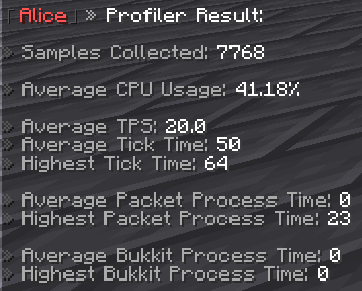 [Alice] » Profiler Result:
» Samples Collected: 7768
» Average CPU Usage: 41.18%
» Average TPS: 20.0
» Average Tick Time: 50
» Highest Tick Time: 64
» Average Packet Process Time: 0
» Highest Packet Process Time: 23
» Average Bukkit Process Time: 0
» Highest Bukkit Process Time: 0